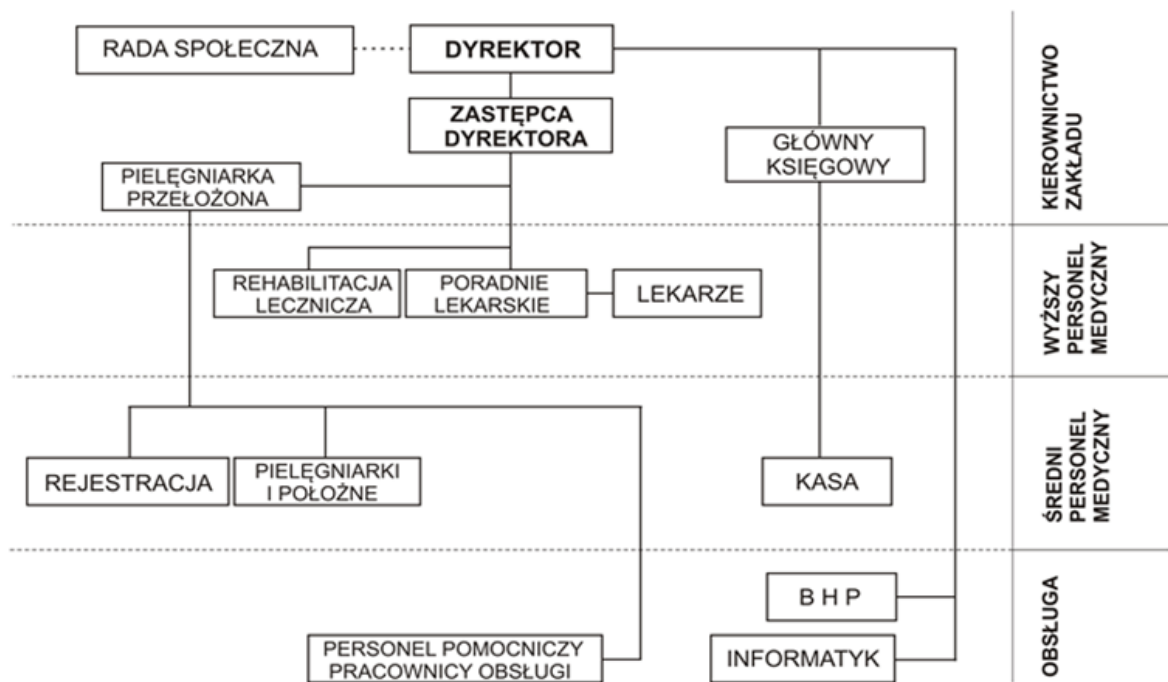 RADA SPOŁECZNA
DYREKTOR
ZASTĘPCA
DYREKTORA
GŁÓWNY
KSIĘGOWY
PIELĘGNIARKA
PRZEŁOŻONA
KIEROWNICTWO
ZAKŁADU
REHABILITACJA
LECZNICZA
PORADNIE
LEKARSKIE
LEKARZE
WYŻSZY
PERSONEL
MEDYCZNY
REJESTRACJA
PIELĘGNIARKI
I POŁOŻNE
KASA
ŚREDNI
PERSONEL
MEDYCZNY
B H P
PERSONEL POMOCNICZY
PRACOWNICY OBSŁUGI
INFORMATYK
OBSŁUGA